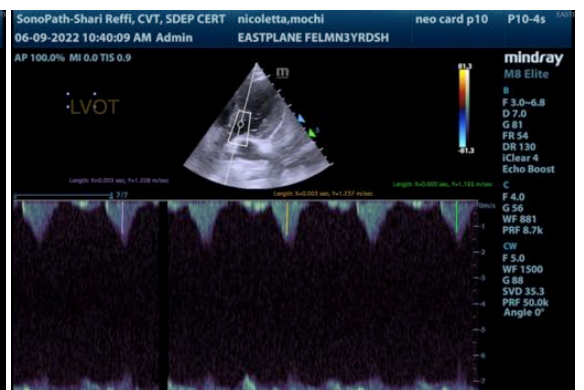 SonoPath-Shari Reffi, CVT, SDEP CERT nicoletta,mochi neo card p10 P10-4s
06-09-2022 10:40:09 AM Admin EASTPLANE FELMN3YRDSH
AP 100.0% MI 0.0 TIS 0.9
m
mindray
M8 Elite
LVOT
81.3
-81.3
B
F 3.0~6.8
D 7.0
G 81
FR 54
DR 130
iClear 4
Echo Boost
C
F 4.0
G 56
WF 881
PRF 8.7k
CW
F 5.0
WF 1500
G 88
SVD 35.3
PRF 50.0k
Angle 0°
Length X=0.003 sec, Y=1.208 m/sec
Length X=0.005 sec, Y=1.237 m/sec
Length X=0.000 sec, Y=1.165 m/sec
7/7
0m/s
-1
-2
-3
-4
-5
-6
-7